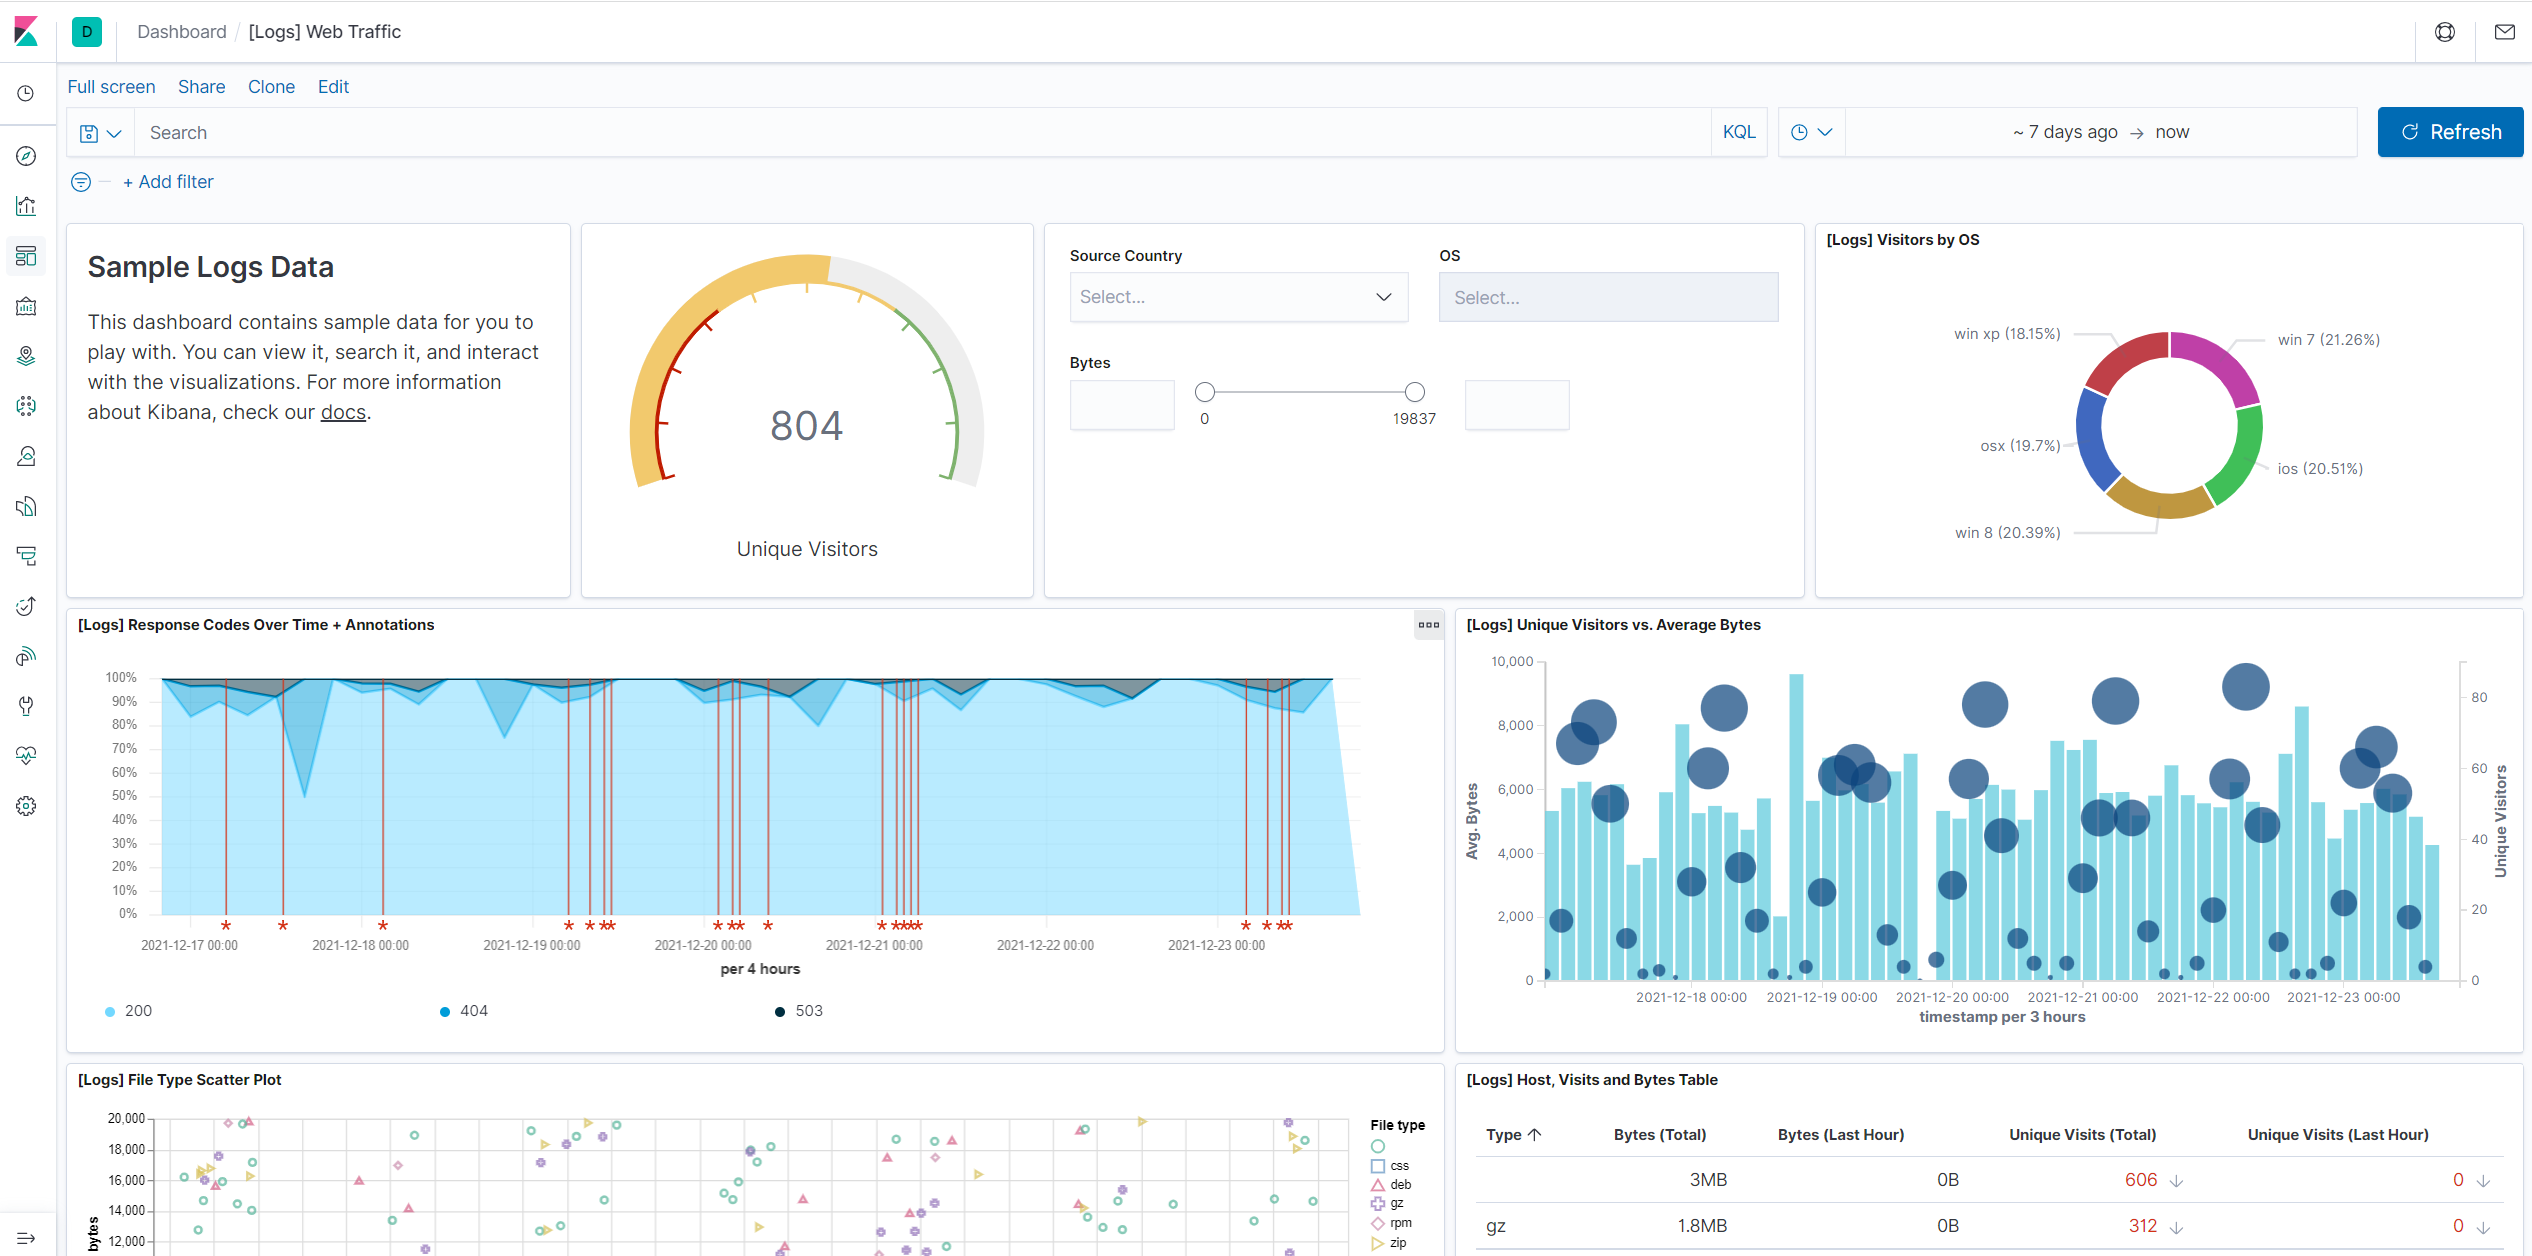 D Dashboard / [Logs] Web Traffic
Full screen Share Clone Edit
Search KQL ~ 7 days ago → now Refresh
+ Add filter
Sample Logs Data
This dashboard contains sample data for you to
play with. You can view it, search it, and interact
with the visualizations. For more information
about Kibana, check our docs.
804
Unique Visitors
Source Country
Select...
OS
Select...
Bytes
0
19837
[Logs] Visitors by OS
win xp (18.15%)
win 7 (21.26%)
osx (19.7%)
ios (20.51%)
win 8 (20.39%)
[Logs] Response Codes Over Time + Annotations
100%
90%
80%
70%
60%
50%
40%
30%
20%
10%
0%
2021-12-17 00:00 2021-12-18 00:00 2021-12-19 00:00 2021-12-20 00:00 2021-12-21 00:00 2021-12-22 00:00 2021-12-23 00:00
per 4 hours
200 404 503
[Logs] Unique Visitors vs. Average Bytes
10,000
8,000
6,000
4,000
2,000
0
Avg. Bytes
80
60
40
20
0
Unique Visitors
2021-12-18 00:00 2021-12-19 00:00 2021-12-20 00:00 2021-12-21 00:00 2021-12-22 00:00 2021-12-23 00:00
timestamp per 3 hours
[Logs] File Type Scatter Plot
20,000
18,000
16,000
14,000
12,000
bytes
File type
css
deb
gz
rpm
zip
[Logs] Host, Visits and Bytes Table
Type ↑ Bytes (Total) Bytes (Last Hour) Unique Visits (Total) Unique Visits (Last Hour)
3MB 0B 606 ↓ 0 ↓
gz 1.8MB 0B 312 ↓ 0 ↓